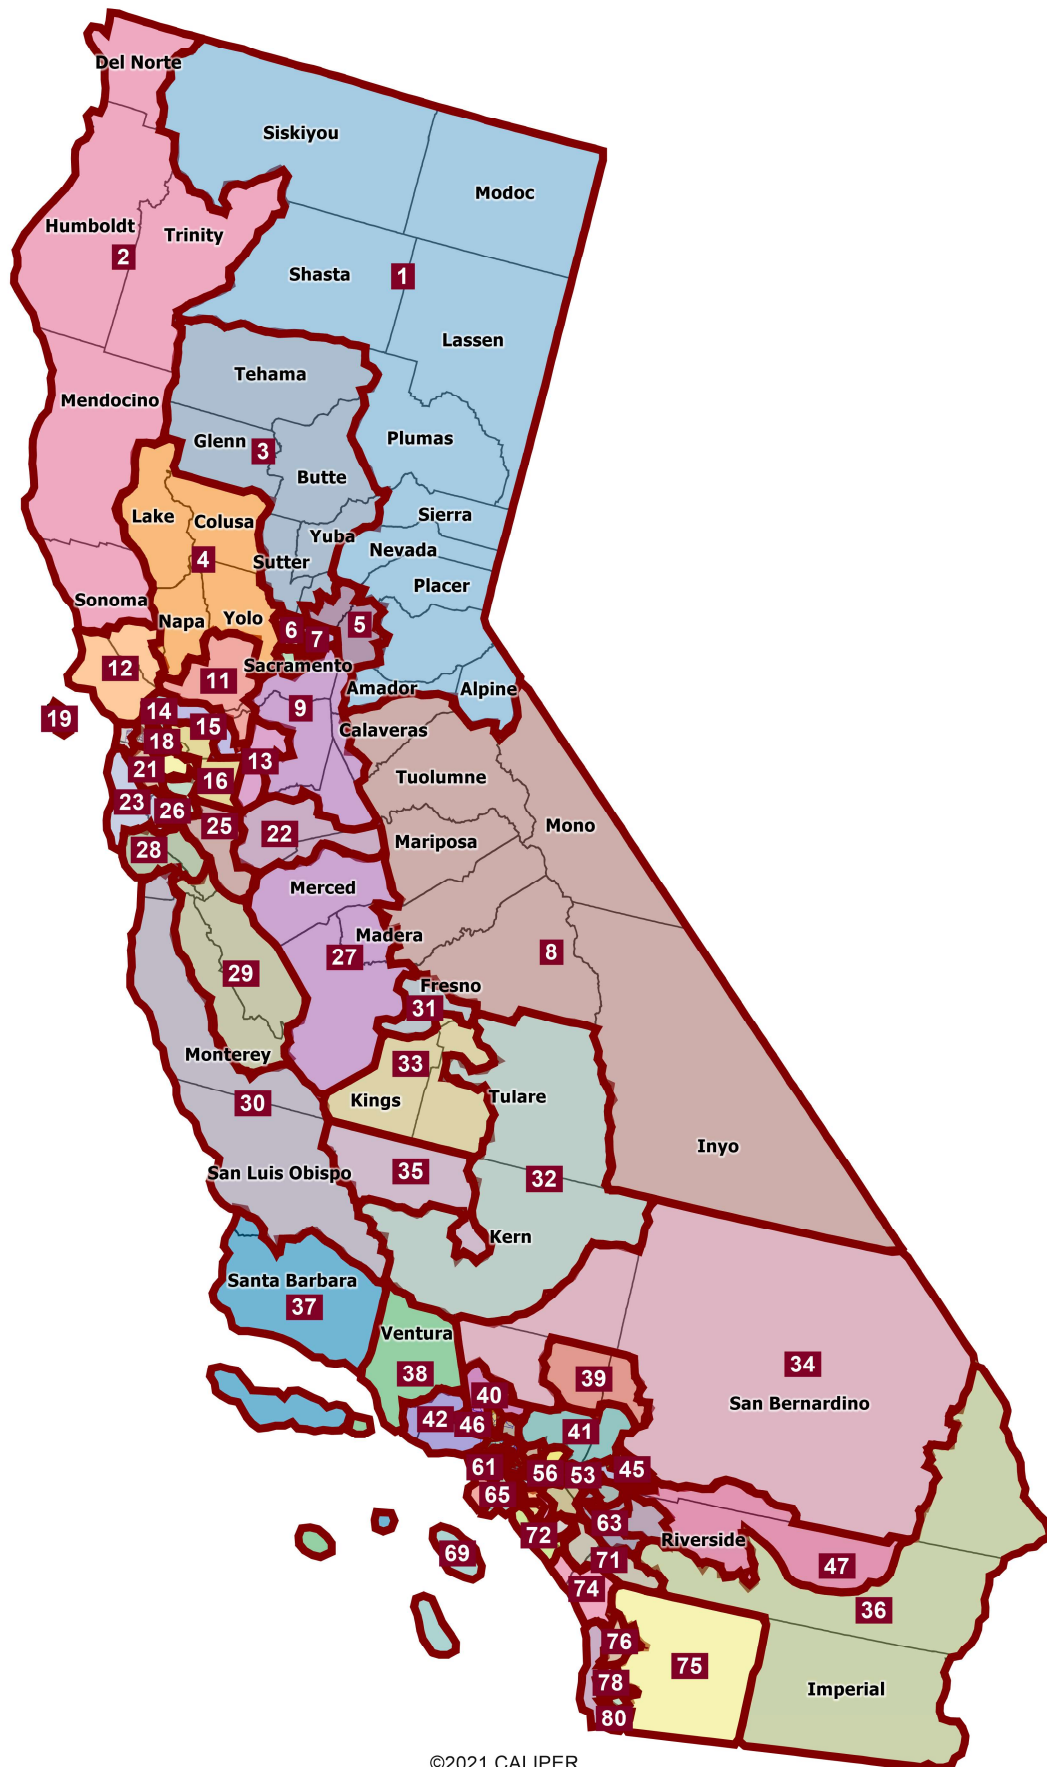 Del Norte
Siskiyou
Modoc
Humboldt
Trinity
2
Shasta
1
Lassen
Tehama
Mendocino
Glenn
3
Plumas
Butte
Lake
Colusa
Sierra
Yuba
Nevada
4
Sutter
Placer
Sonoma
Napa
Yolo
5
6
7
Sacramento
12
11
Amador
Alpine
9
14
19
15
Calaveras
18
13
21
16
Tuolumne
23
26
25
22
Mono
Mariposa
28
Merced
Madera
27
8
29
Fresno
31
Monterey
33
Kings
Tulare
30
Inyo
35
San Luis Obispo
32
Kern
Santa Barbara
37
Ventura
38
39
34
San Bernardino
40
42
46
41
61
56
53
45
65
63
72
Riverside
69
71
47
74
36
76
75
78
Imperial
80
©2021 CALIPER